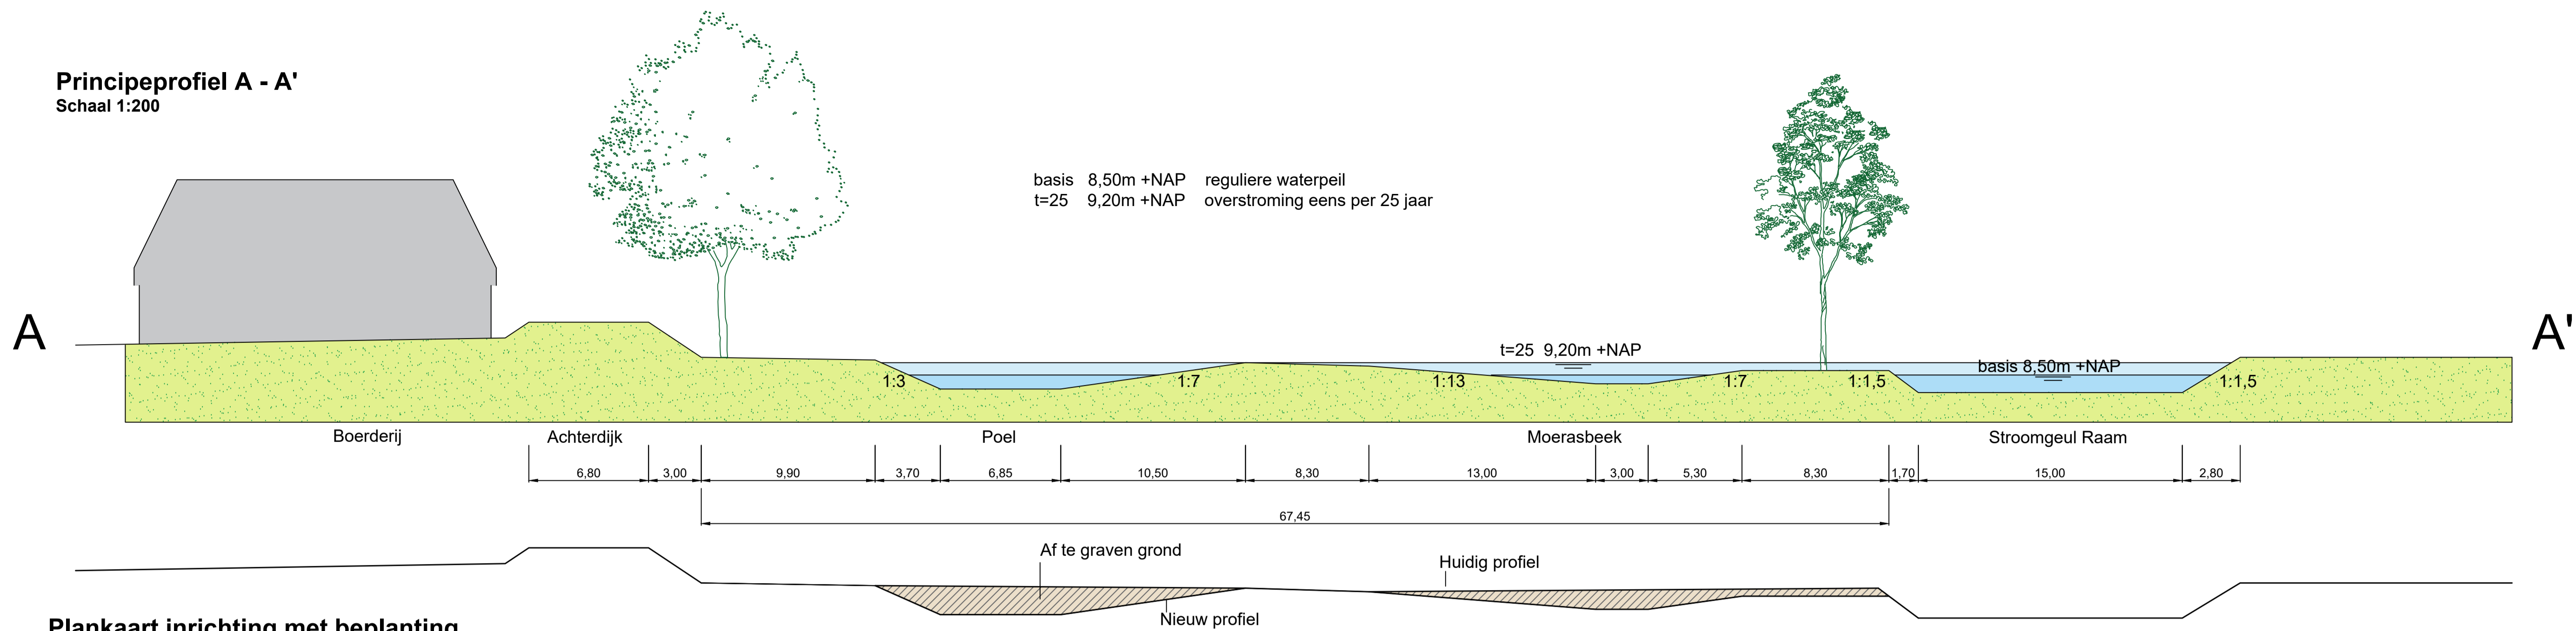 Principeprofiel A - A'
Schaal 1:200
basis 8,50m +NAP reguliere waterpeil
t=25 9,20m +NAP overstroming eens per 25 jaar
A
A'
t=25 9,20m +NAP
basis 8,50m +NAP
1:3
1:7
1:13
1:7
1:1,5
1:1,5
Boerderij
Achterdijk
Poel
Moerasbeek
Stroomgeul Raam
6,80
3,00
9,90
3,70
6,85
10,50
8,30
13,00
3,00
5,30
8,30
1,70
15,00
2,80
67,45
Af te graven grond
Huidig profiel
Nieuw profiel
Plankaart inrichting met beplanting